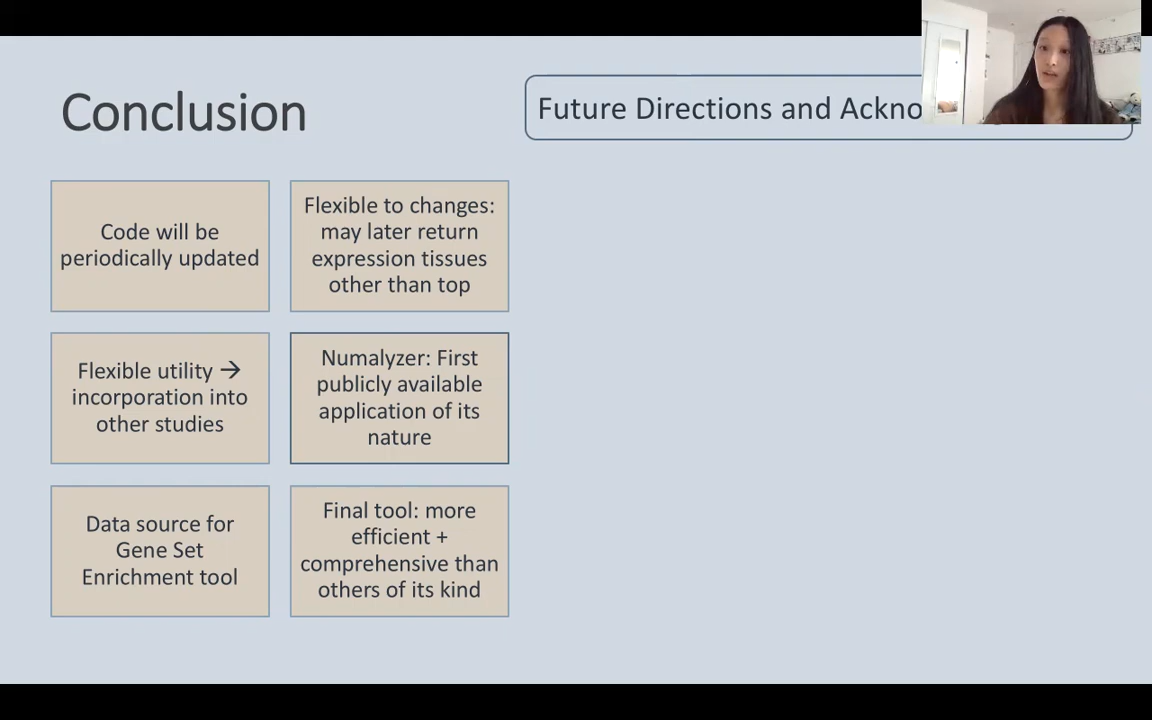 Conclusion
Future Directions and Ackno
Code will be
periodically updated
Flexible to changes:
may later return
expression tissues
other than top
Flexible utility →
incorporation into
other studies
Numalyzer: First
publicly available
application of its
nature
Data source for
Gene Set
Enrichment tool
Final tool: more
efficient +
comprehensive than
others of its kind